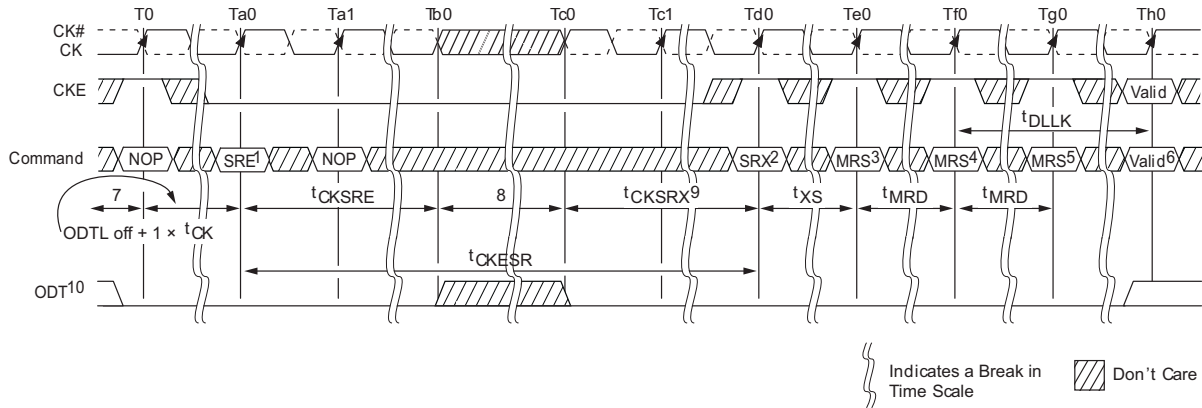 T0 Ta0 Ta1 Tb0 Tc0 Tc1 Td0 Te0 Tf0 Tg0 Th0
CK#
CK
CKE Valid
tDLLK
Command NOP SRE1 NOP SRX2 MRS3 MRS4 MRS5 Valid6
7 tCKSRE 8 tCKSRX9 tXS tMRD tMRD
ODTL off + 1 × tCK
tCKESR
ODT10
Indicates a Break in
Time Scale
Don't Care